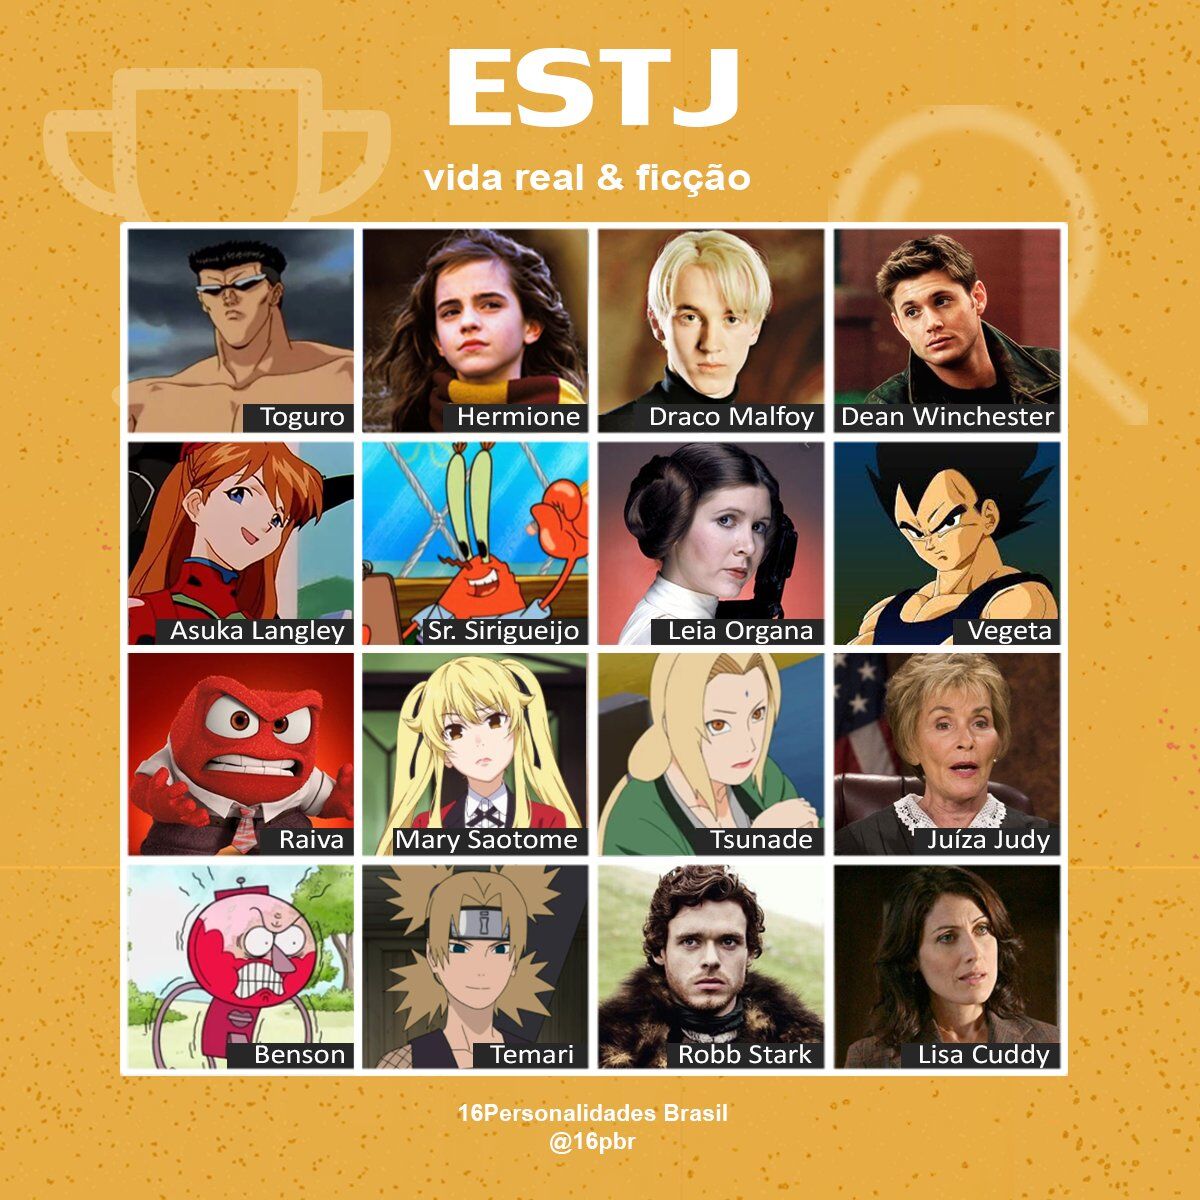 ESTJ
vida real & ficção
Toguro
Hermione
Draco Malfoy
Dean Winchester
Asuka Langley
Sr. Sirigueijo
Leia Organa
Vegeta
Raiva
Mary Saotome
Tsunade
Juíza Judy
Benson
Temari
Robb Stark
Lisa Cuddy
16Personalidades Brasil
@16pbr